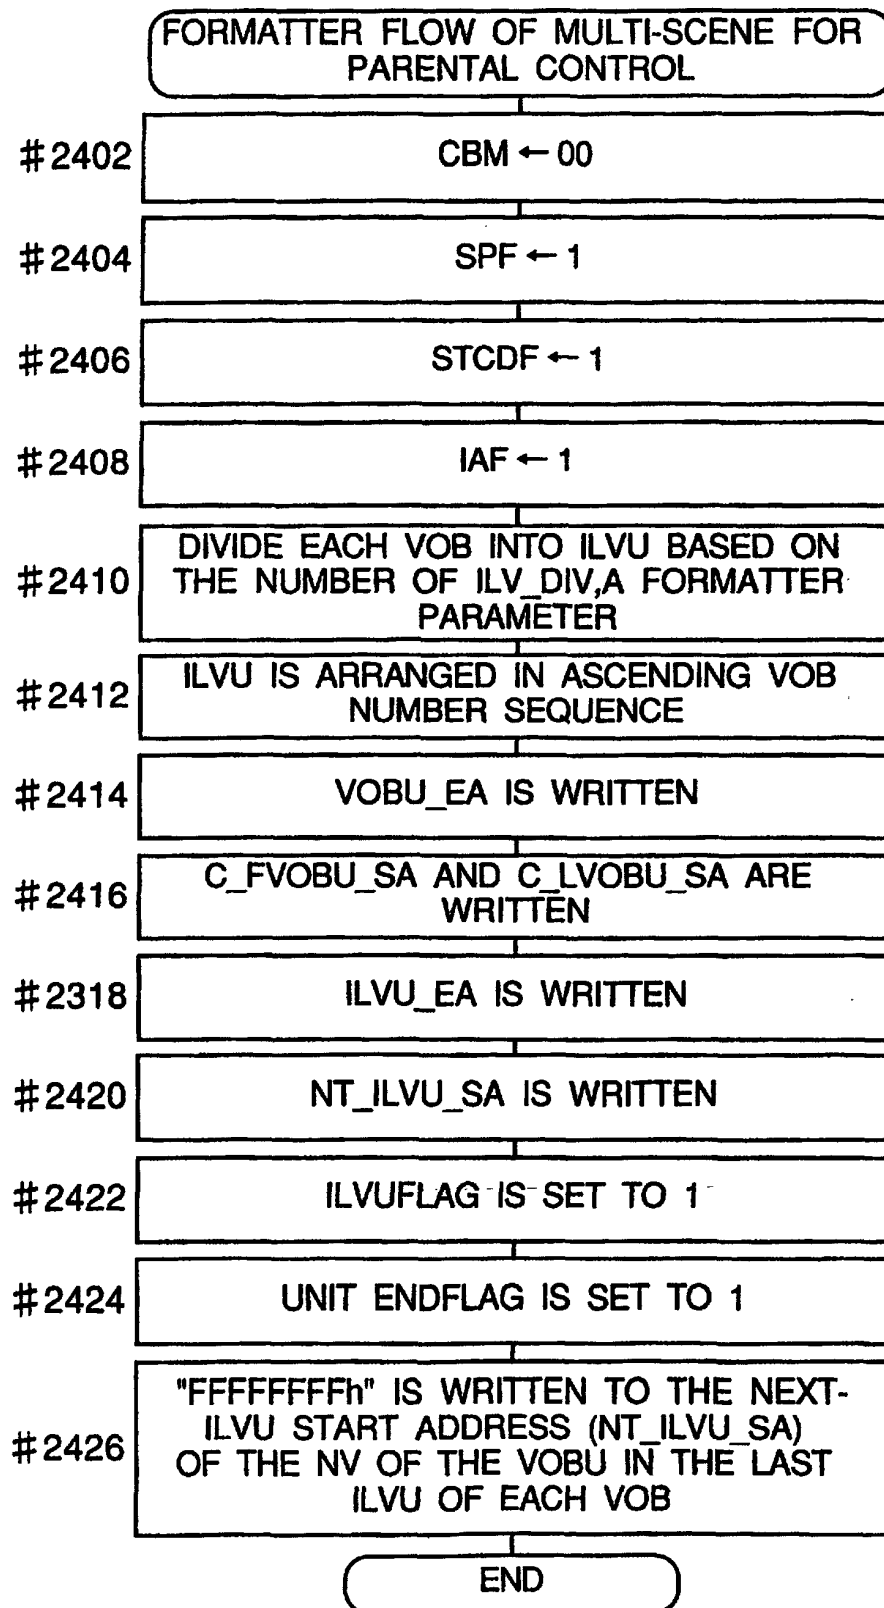 FORMATTER FLOW OF MULTI-SCENE FOR
PARENTAL CONTROL
#2402
CBM ← 00
#2404
SPF ← 1
#2406
STCDF ← 1
#2408
IAF ← 1
#2410
DIVIDE EACH VOB INTO ILVU BASED ON
THE NUMBER OF ILV_DIV,A FORMATTER
PARAMETER
#2412
ILVU IS ARRANGED IN ASCENDING VOB
NUMBER SEQUENCE
#2414
VOBU_EA IS WRITTEN
#2416
C_FVOBU_SA AND C_LVOBU_SA ARE
WRITTEN
#2318
ILVU_EA IS WRITTEN
#2420
NT_ILVU_SA IS WRITTEN
#2422
ILVUFLAG IS SET TO 1
#2424
UNIT ENDFLAG IS SET TO 1
#2426
"FFFFFFFFh" IS WRITTEN TO THE NEXT-
ILVU START ADDRESS (NT_ILVU_SA)
OF THE NV OF THE VOBU IN THE LAST
ILVU OF EACH VOB
END